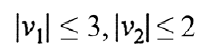 |v₁| ≤ 3, |v₂| ≤ 2